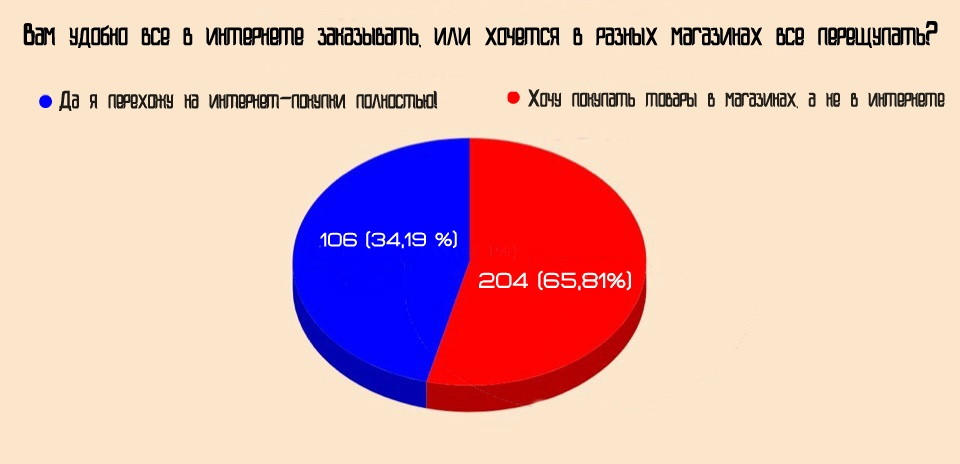 Вам удобно все в интернете заказывать, или хочется в разных магазинах все перещупать?
Да я перехожу на интернет-покупки полностью!
Хочу покупать товары в магазинах, а не в интернете
106 (34,19 %)
204 (65,81%)